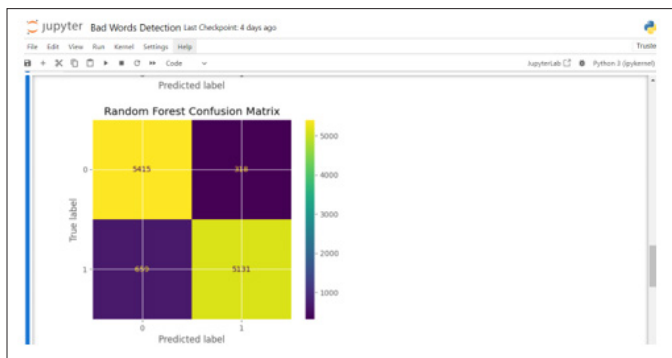 jupyter Bad Words Detection Last Checkpoint: 4 days ago
File Edit View Run Kernel Settings Help Truste
Code JupyterLab Python 3 (ipykernel)
Predicted label
Random Forest Confusion Matrix
5000
0 5415 318
4000
True label
3000
2000
1 659 5131
1000
0 1
Predicted label